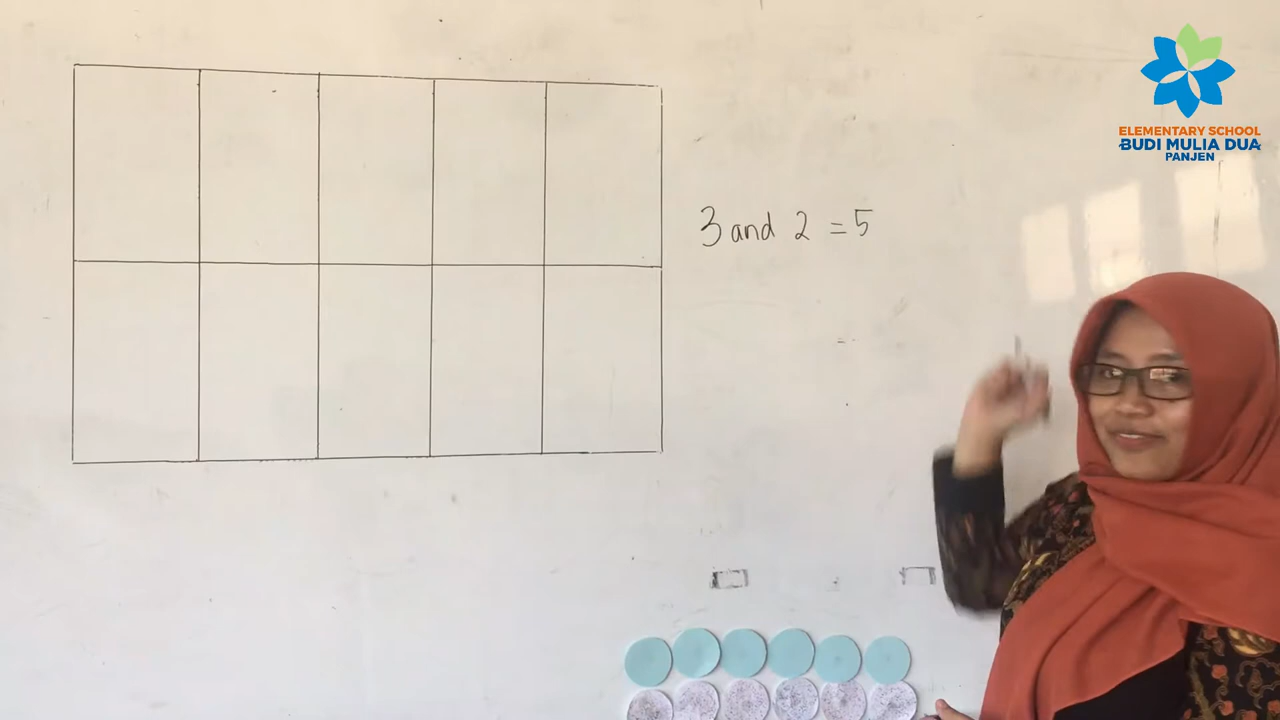 ELEMENTARY SCHOOL
BUDI MULIA DUA
PANJEN
3 and 2 = 5
=